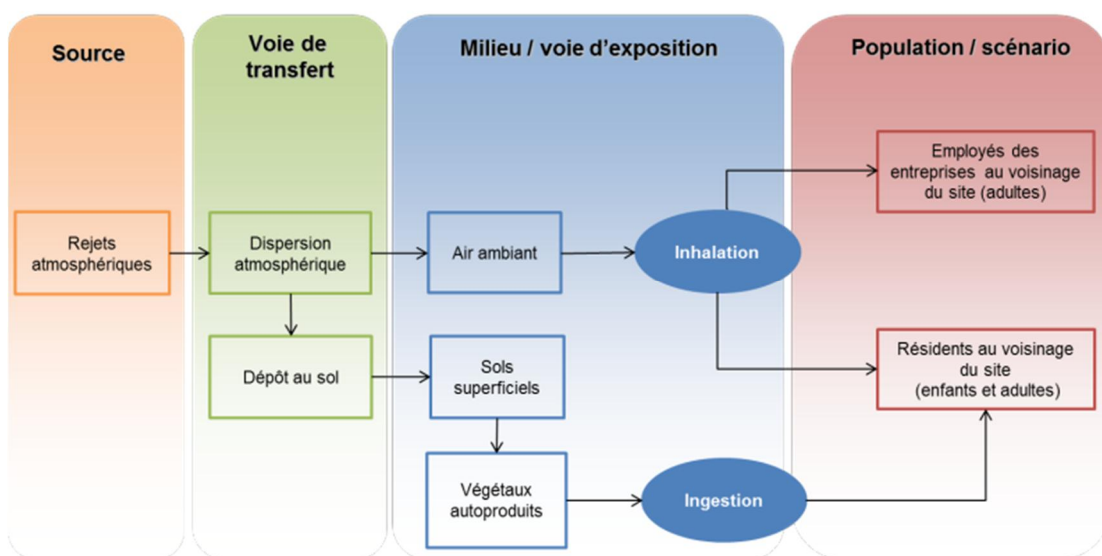 Source
Voie de
transfert
Milieu / voie d’exposition
Population / scénario
Employés des
entreprises au voisinage
du site (adultes)
Rejets
atmosphériques
Dispersion
atmosphérique
Air ambiant
Inhalation
Dépôt au sol
Sols
superficiels
Résidents au voisinage
du site
(enfants et adultes)
Végétaux
autoproduits
Ingestion